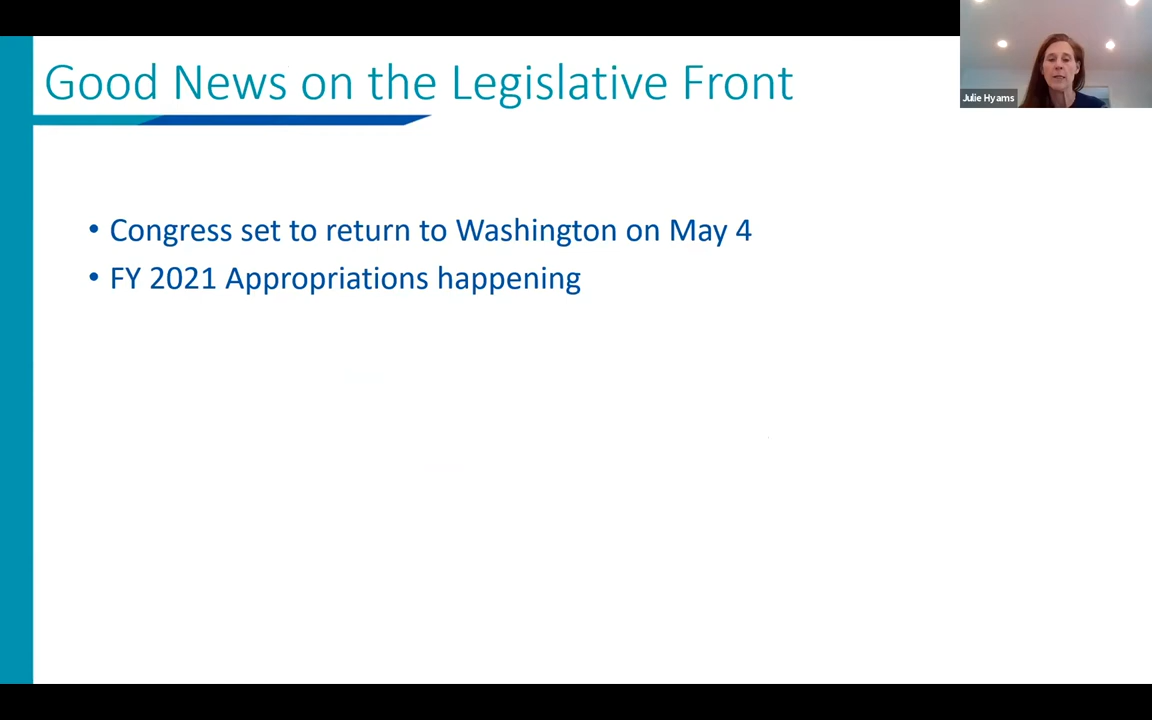 Good News on the Legislative Front
Julie Hyams
• Congress set to return to Washington on May 4
• FY 2021 Appropriations happening